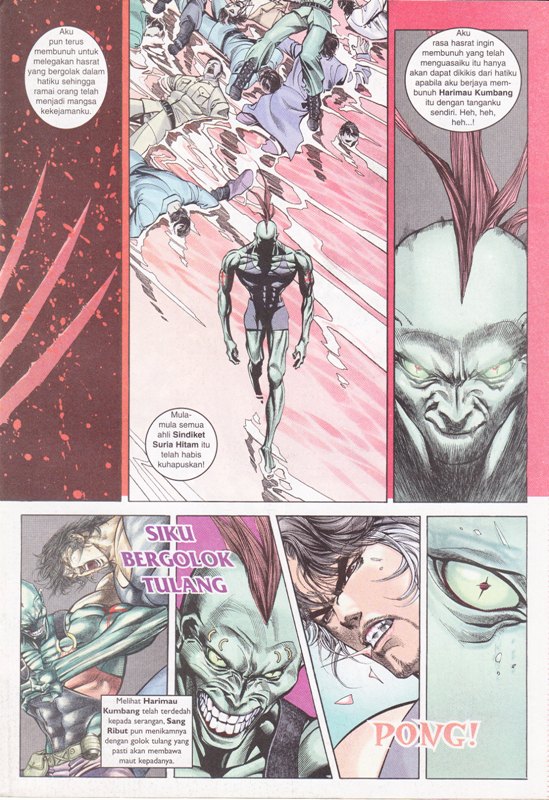 Aku
pun terus
membunuh untuk
melegakan hasrat
yang bergolak dalam
hatiku sehingga
ramai orang telah
menjadi mangsa
kekejamanku.
Aku
rasa hasrat ingin
membunuh yang telah
menguasaiku itu hanya
akan dapat dikikis dari hatiku
apabila aku berjaya mem-
bunuh Harimau Kumbang
itu dengan tanganku
sendiri. Heh, heh,
heh...!
Mula-
mula semua
ahli Sindiket
Suria Hitam itu
telah habis
kuhapuskan!
SIKU
BERGOLOK
TULANG
Melihat Harimau
Kumbang telah terdedah
kepada serangan, Sang
Ribut pun menikamnya
dengan golok tulang yang
pasti akan membawa
maut kepadanya.
PONG!